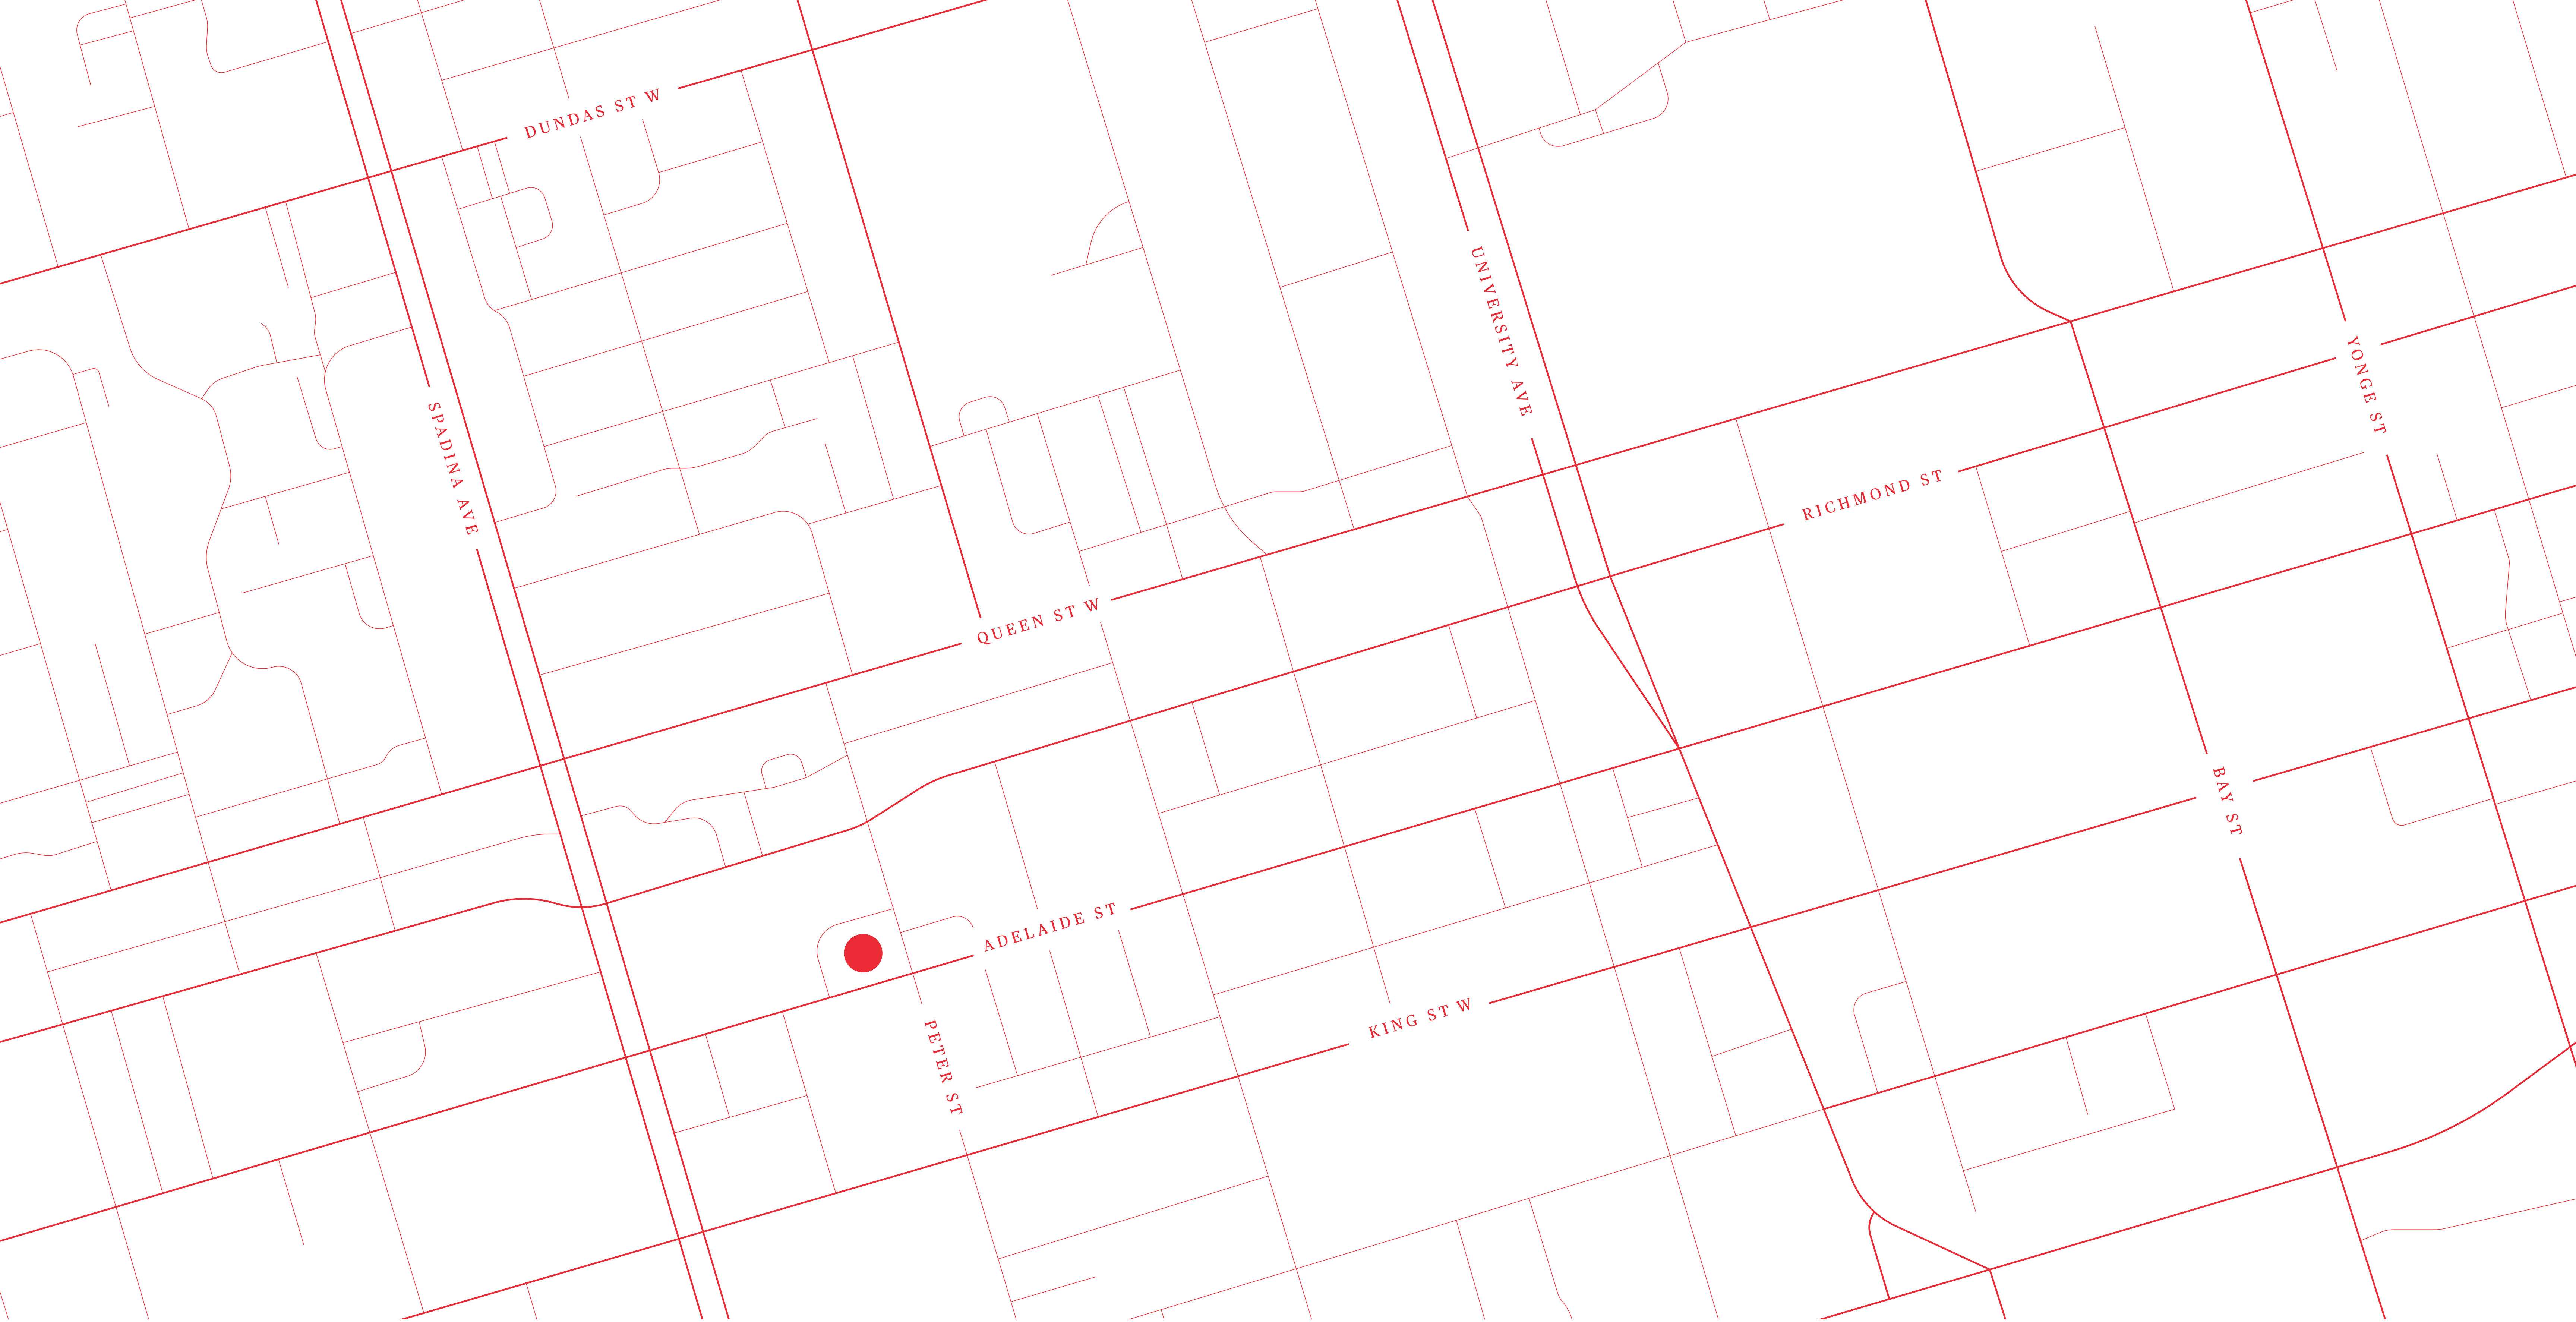 DUNDAS ST W
UNIVERSITY AVE
YONGE ST
SPADINA AVE
RICHMOND ST
QUEEN ST W
BAY ST
ADELAIDE ST
KING ST W
PETER ST